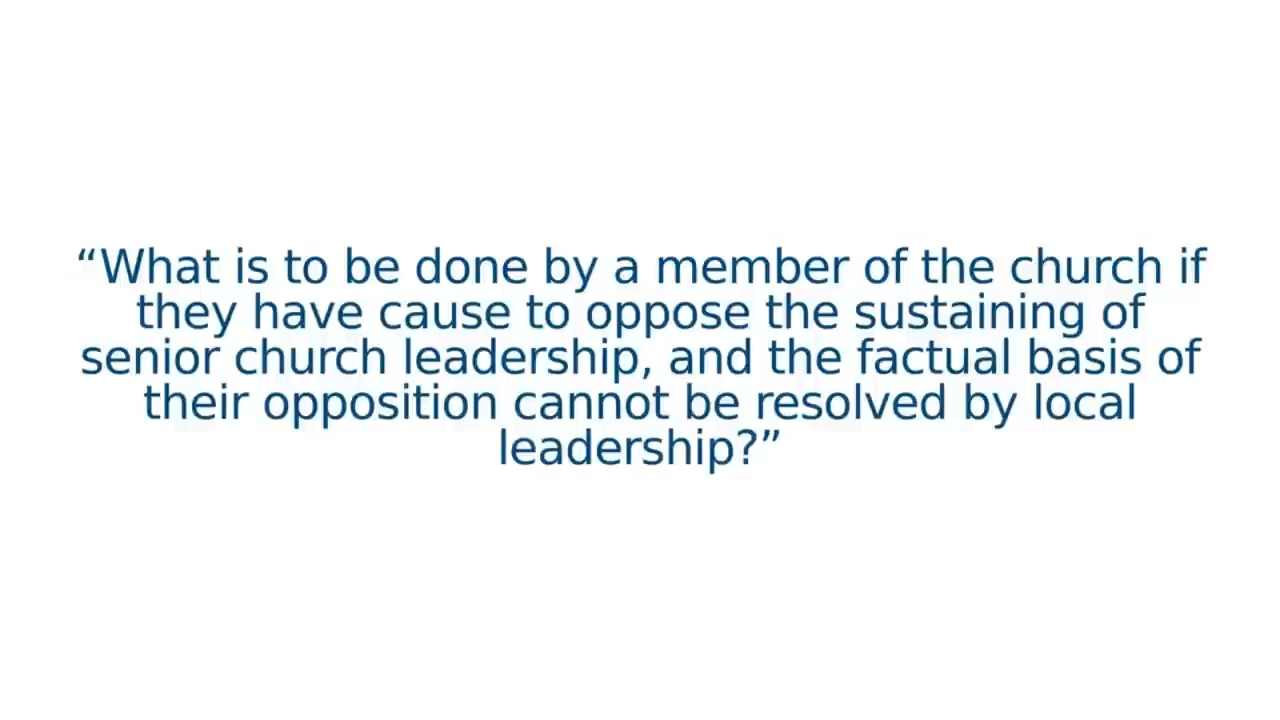 “What is to be done by a member of the church if
they have cause to oppose the sustaining of
senior church leadership, and the factual basis of
their opposition cannot be resolved by local
leadership?”